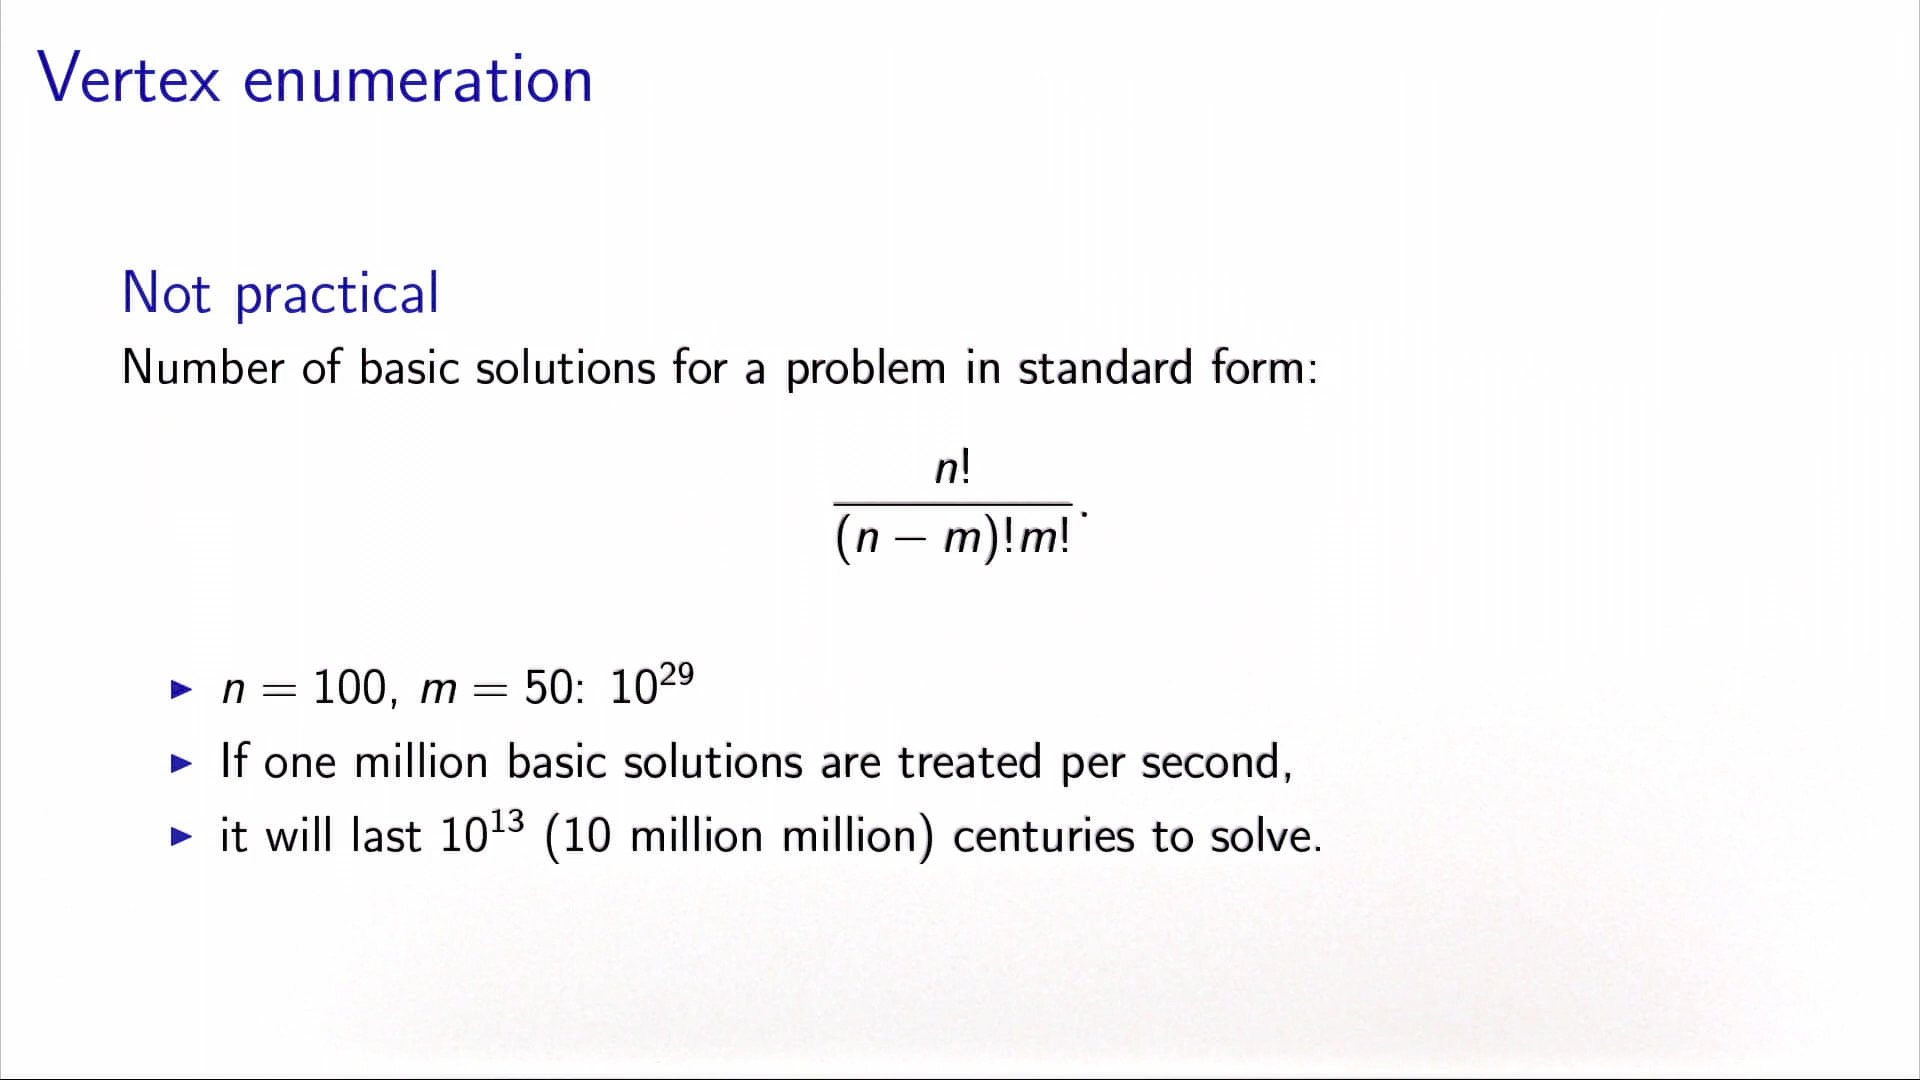 Vertex enumeration
Not practical
Number of basic solutions for a problem in standard form:
n!
(n − m)!m! .
▶ n = 100, m = 50: 10²⁹
▶ If one million basic solutions are treated per second,
▶ it will last 10¹³ (10 million million) centuries to solve.